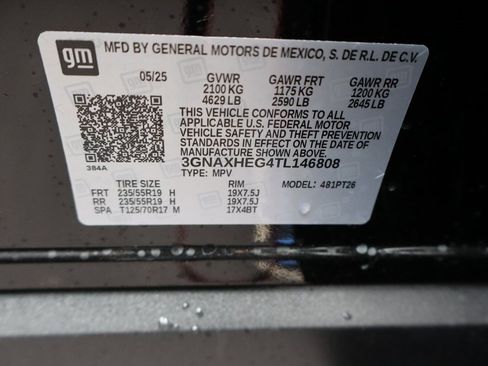 gm
MFD BY GENERAL MOTORS DE MEXICO, S. DE R.L. DE C.V.
05/25 GVWR GAWR FRT GAWR RR
2100 KG 1175 KG 1200 KG
4629 LB 2590 LB 2645 LB
THIS VEHICLE CONFORMS TO ALL
APPLICABLE U.S. FEDERAL MOTOR
VEHICLE SAFETY AND THEFT PREVENTION
STANDARDS IN EFFECT ON THE DATE OF
MANUFACTURE SHOWN ABOVE.
3GNAXHEG4TL146808
384A TYPE: MPV
TIRE SIZE RIM MODEL: 481PT26
FRT 235/55R19 H 19X7.5J
RR 235/55R19 H 19X7.5J
SPA T125/70R17 M 17X4BT